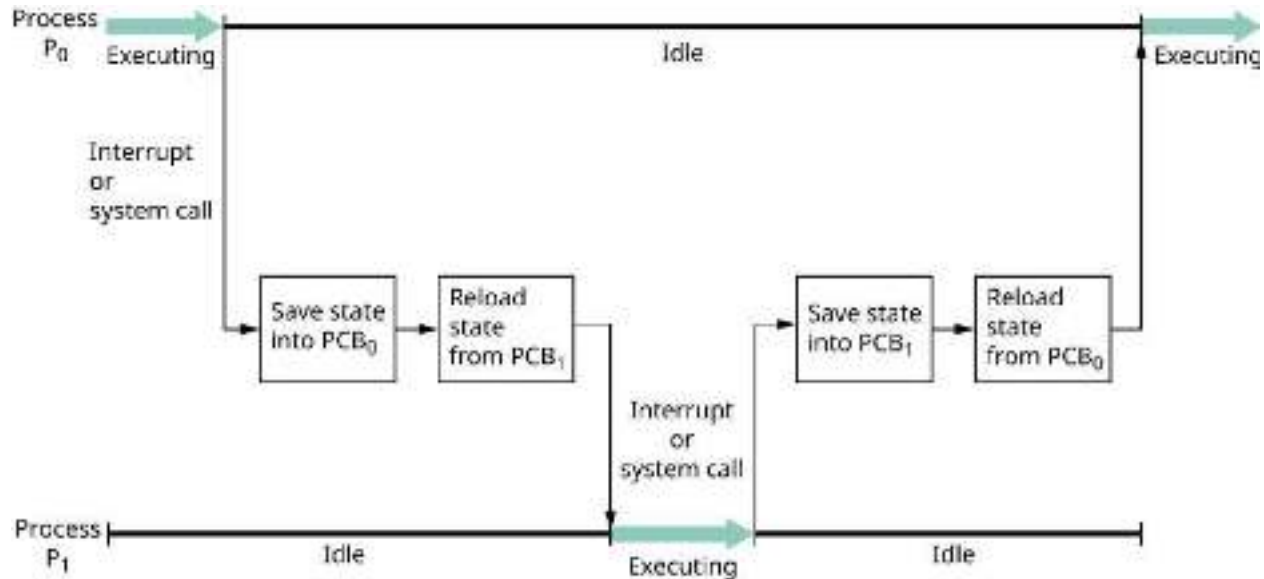 Process
P₀
Executing
Idle
Executing
Interrupt
or
system call
Save state
into PCB₀
Reload
state
from PCB₁
Save state
into PCB₁
Reload
state
from PCB₀
Interrupt
or
system call
Process
P₁
Idle
Executing
Idle